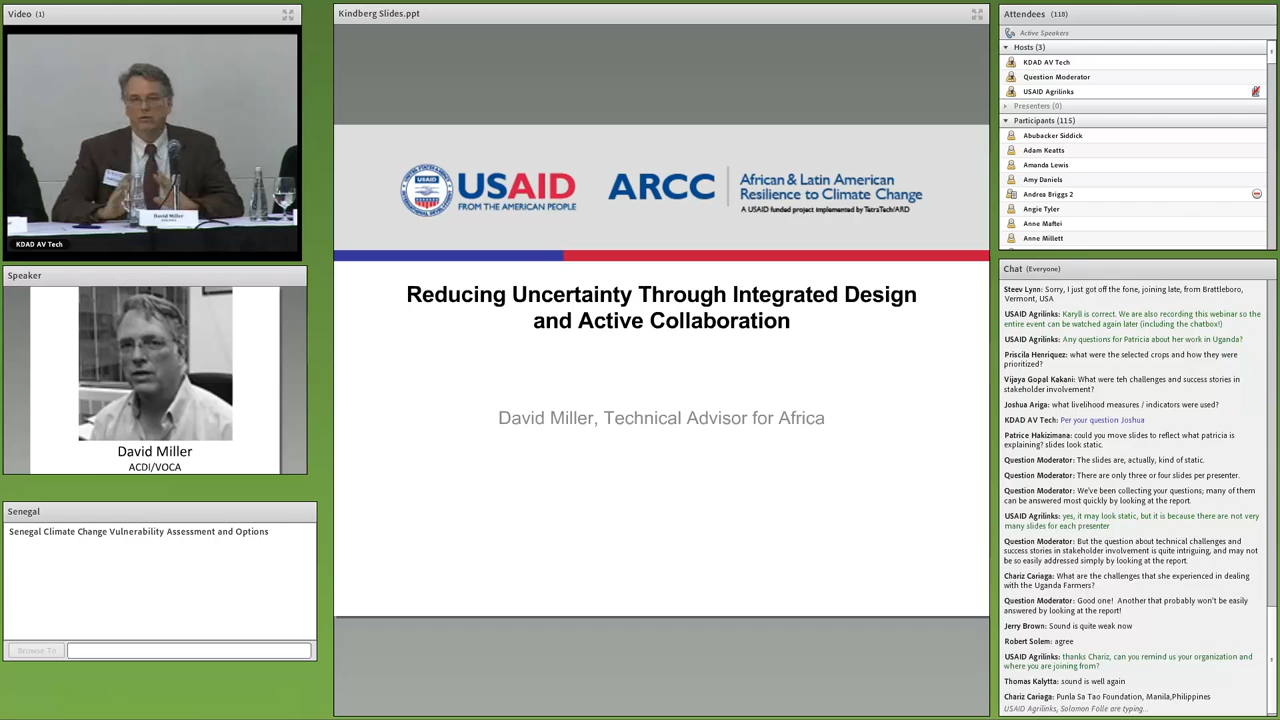 Video (1)
David Miller
KDAD AV Tech
Speaker
David Miller
ACDI/VOCA
Senegal
Senegal Climate Change Vulnerability Assessment and Options
Browse To
Kindberg Slides.ppt
USAID
FROM THE AMERICAN PEOPLE
ARCC
African & Latin American
Resilience to Climate Change
A USAID funded project implemented by TetraTech/ARD
Reducing Uncertainty Through Integrated Design
and Active Collaboration
David Miller, Technical Advisor for Africa
Attendees (118)
Active Speakers
Hosts (3)
KDAD AV Tech
Question Moderator
USAID Agrilinks
Presenters (0)
Participants (115)
Abubacker Siddick
Adam Keatts
Amanda Lewis
Amy Daniels
Andrea Briggs 2
Angie Tyler
Anne Maftei
Anne Millett
Chat (Everyone)
Steev Lynn: Sorry, I just got off the fone, joining late, from Brattleboro,
Vermont, USA
USAID Agrilinks: Karyll is correct. We are also recording this webinar so the
entire event can be watched again later (including the chatbox!)
USAID Agrilinks: Any questions for Patricia about her work in Uganda?
Priscila Henriquez: what were the selected crops and how they were
prioritized?
Vijaya Gopal Kakani: What were teh challenges and success stories in
stakeholder involvement?
Joshua Ariga: what livelihood measures / indicators were used?
KDAD AV Tech: Per your question Joshua
Patrice Hakizimana: could you move slides to reflect what patricia is
explaining? slides look static.
Question Moderator: The slides are, actually, kind of static.
Question Moderator: There are only three or four slides per presenter.
Question Moderator: We've been collecting your questions; many of them
can be answered most quickly by looking at the report.
USAID Agrilinks: yes, it may look static, but it is because there are not very
many slides for each presenter
Question Moderator: But the question about technical challenges and
success stories in stakeholder involvement is quite intriguing, and may not
be so easily addressed simply by looking at the report.
Chariz Cariaga: What are the challenges that she experienced in dealing
with the Uganda Farmers?
Question Moderator: Good one! Another that probably won't be easily
answered by looking at the report!
Jerry Brown: Sound is quite weak now
Robert Solem: agree
USAID Agrilinks: thanks Chariz, can you remind us your organization and
where you are joining from?
Thomas Kalytta: sound is well again
Chariz Cariaga: Punla Sa Tao Foundation, Manila,Philippines
USAID Agrilinks, Solamon Folle are typing...